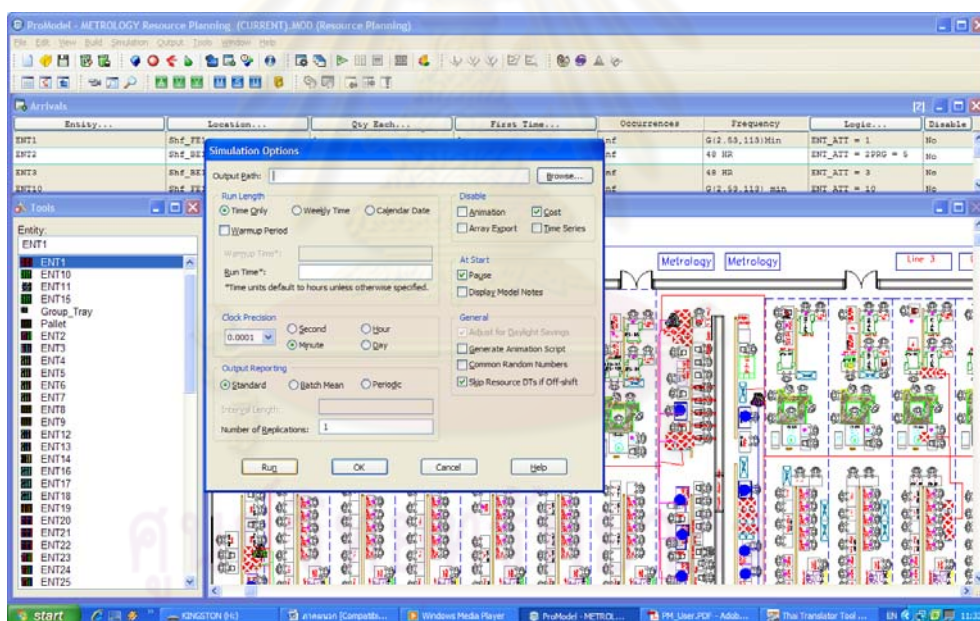 ProModel - METROLOGY Resource Planning (CURRENT).MOD (Resource Planning)
File Edit View Build Simulation Output Tools Window Help
Arrivals
[2]
Entity... Location... Qty Each... First Time... Occurrences Frequency Logic... Disable
ENT1 inf G(2.53,113)Min ENT_ATT = 1 No
ENT2 inf 48 HR ENT_ATT = 2PRG = 5 No
ENT3 inf 48 HR ENT_ATT = 3 No
ENT10 inf min ENT_ATT = 10 No
Simulation Options
Output Path: Browse...
Run Length
Time Only Weekly Time Calendar Date
Warmup Period
Warmup Time*:
Run Time*:
*Time units default to hours unless otherwise specified.
Clock Precision
0.0001 Second Hour
Minute Day
Output Reporting
Standard Batch Mean Periodic
Interval Length:
Number of Replications: 1
Disable
Animation Cost
Array Export Time Series
At Start
Pause
Display Model Notes
General
Adjust for Daylight Savings
Generate Animation Script
Common Random Numbers
Skip Resource DTs if Off-shift
Run OK Cancel Help
Tools
Entity:
ENT1
ENT1
ENT10
ENT11
ENT15
Group_Tray
Pallet
ENT2
ENT3
ENT4
ENT5
ENT6
ENT7
ENT8
ENT9
ENT12
ENT13
ENT14
ENT16
ENT17
ENT18
ENT19
ENT20
ENT21
ENT22
ENT23
ENT24
ENT25
Metrology Metrology Line 3
start KINGSTON (H:) Windows Media Player ProModel - METROL... PM_User.PDF - Adob... Thai Translator Tool ... EN